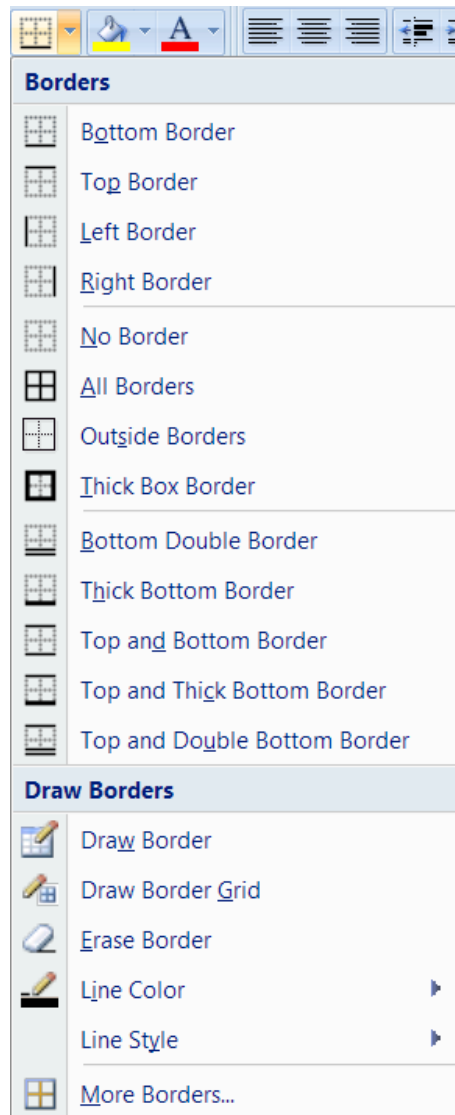 A
Borders
Bottom Border
Top Border
Left Border
Right Border
No Border
All Borders
Outside Borders
Thick Box Border
Bottom Double Border
Thick Bottom Border
Top and Bottom Border
Top and Thick Bottom Border
Top and Double Bottom Border
Draw Borders
Draw Border
Draw Border Grid
Erase Border
Line Color
Line Style
More Borders...